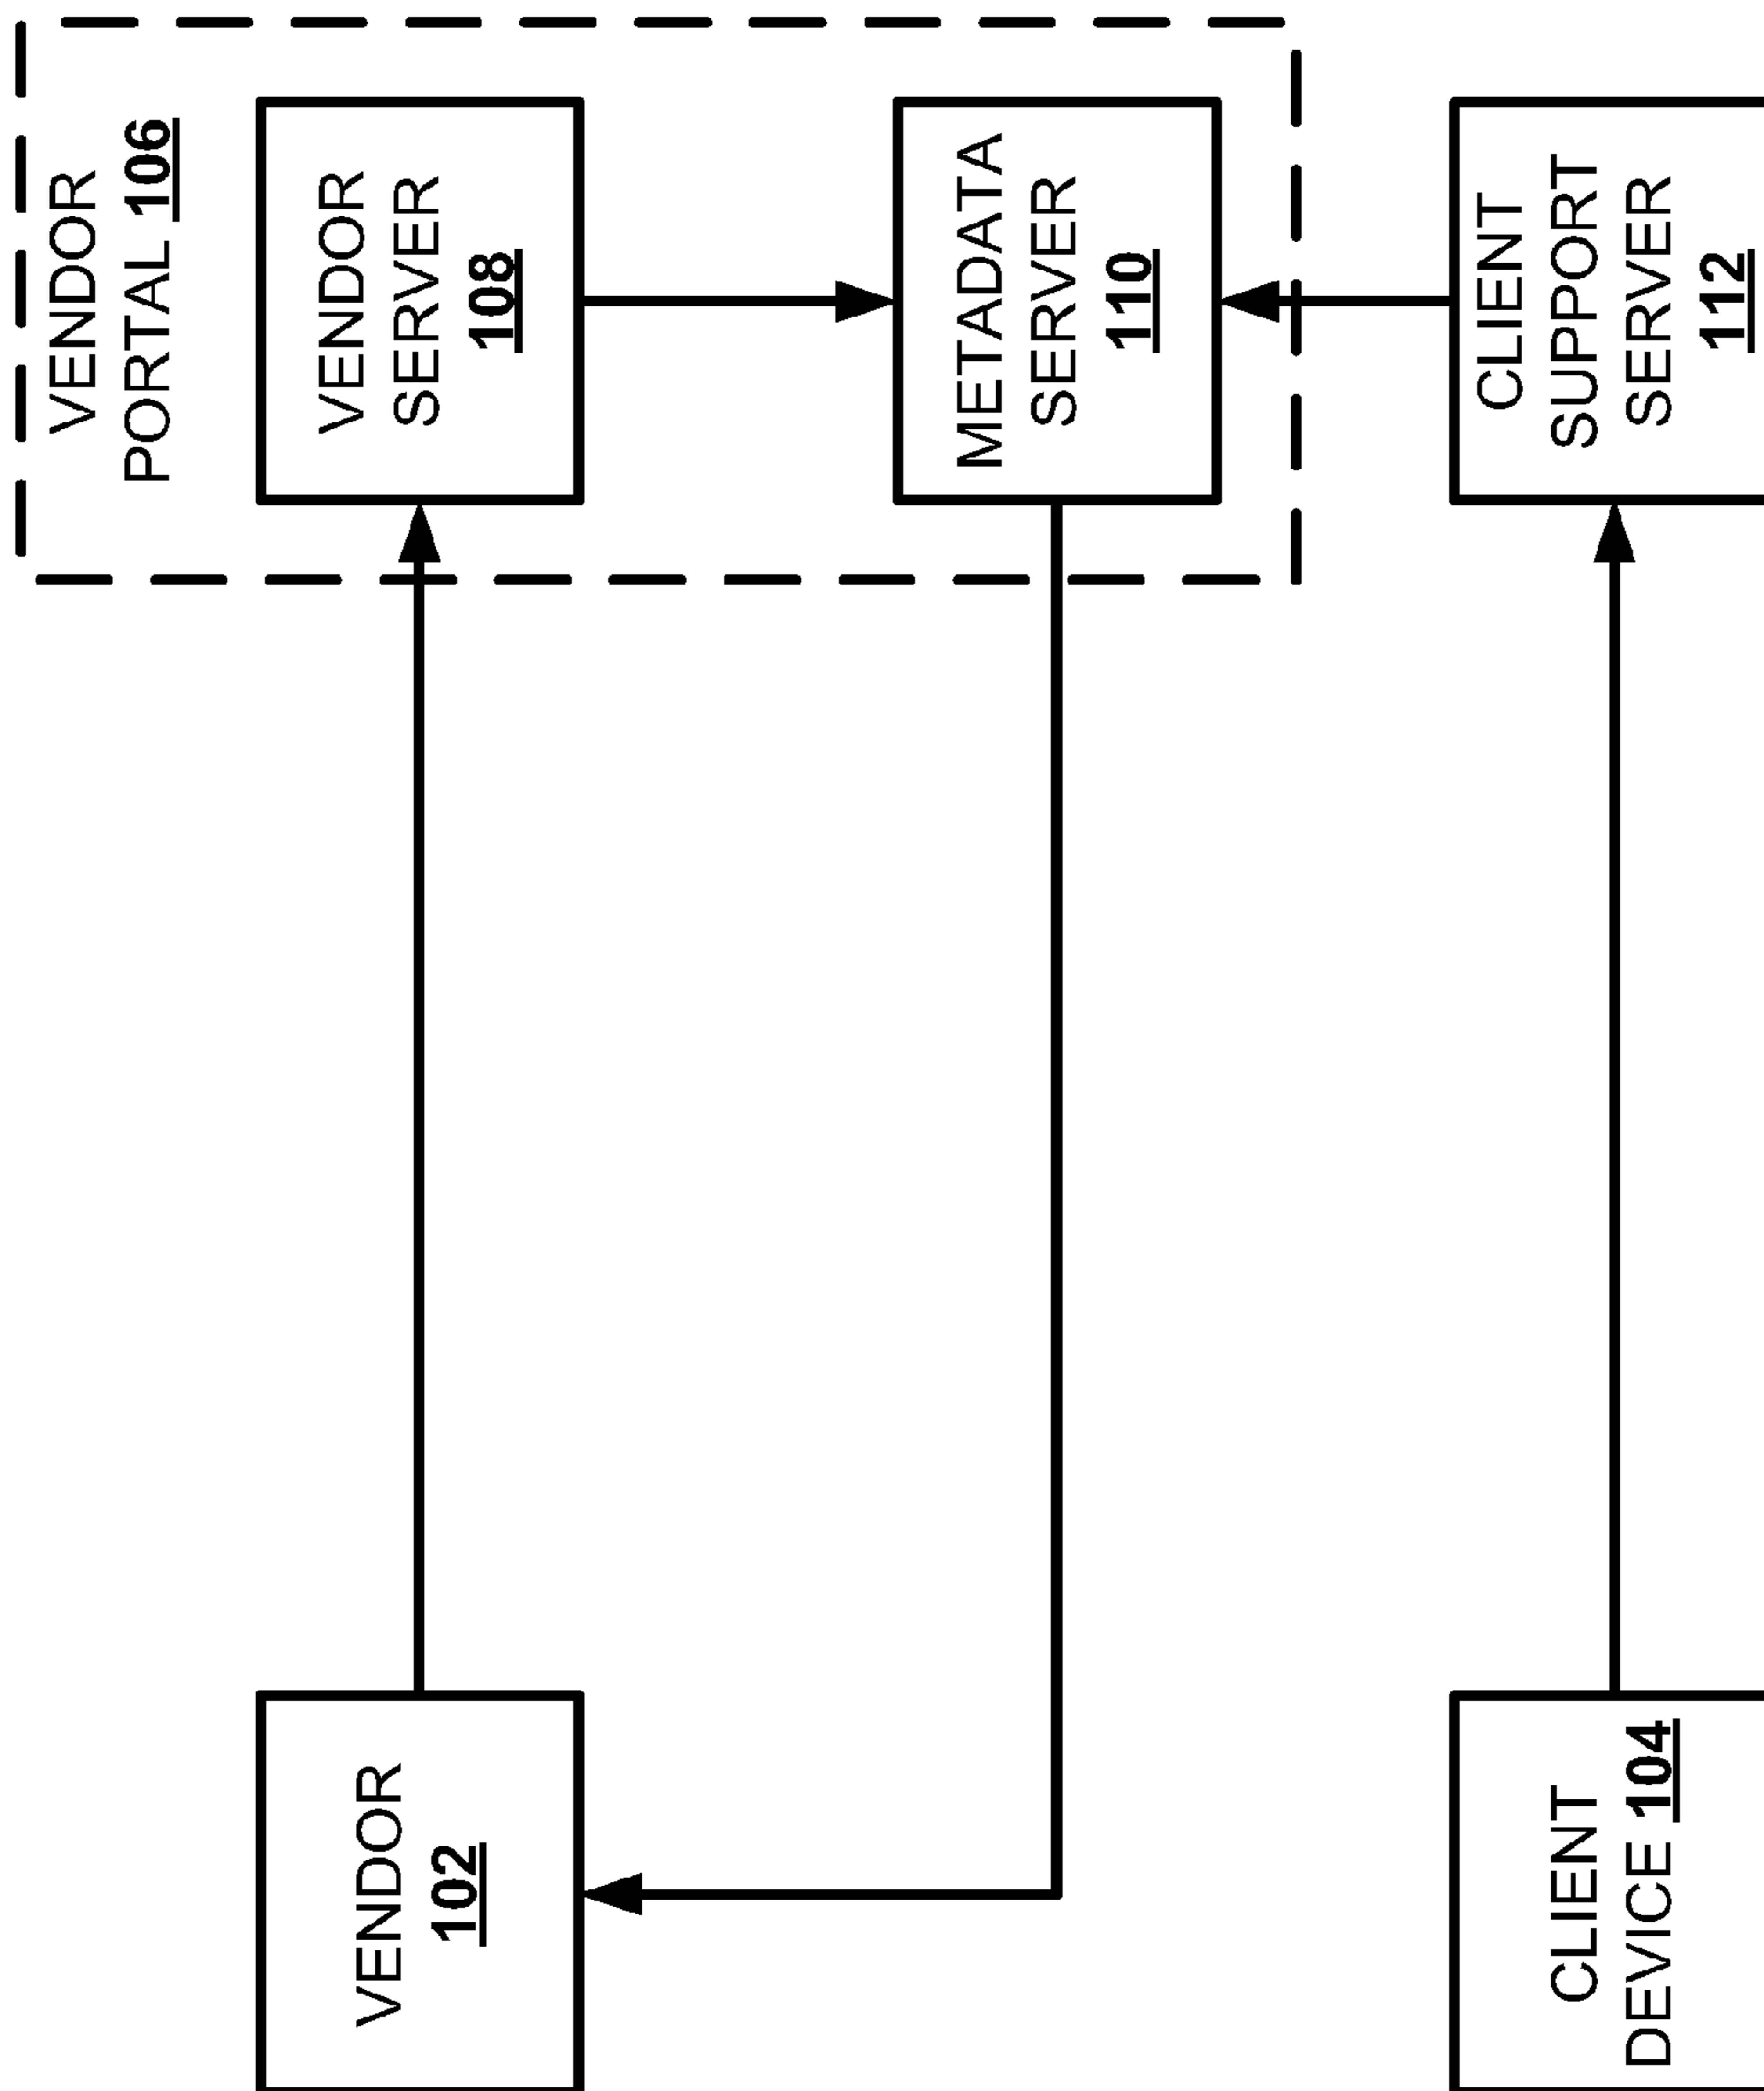 VENDOR
PORTAL 106
VENDOR
102
VENDOR
SERVER
108
METADATA
SERVER
110
CLIENT
DEVICE 104
CLIENT
SUPPORT
SERVER
112